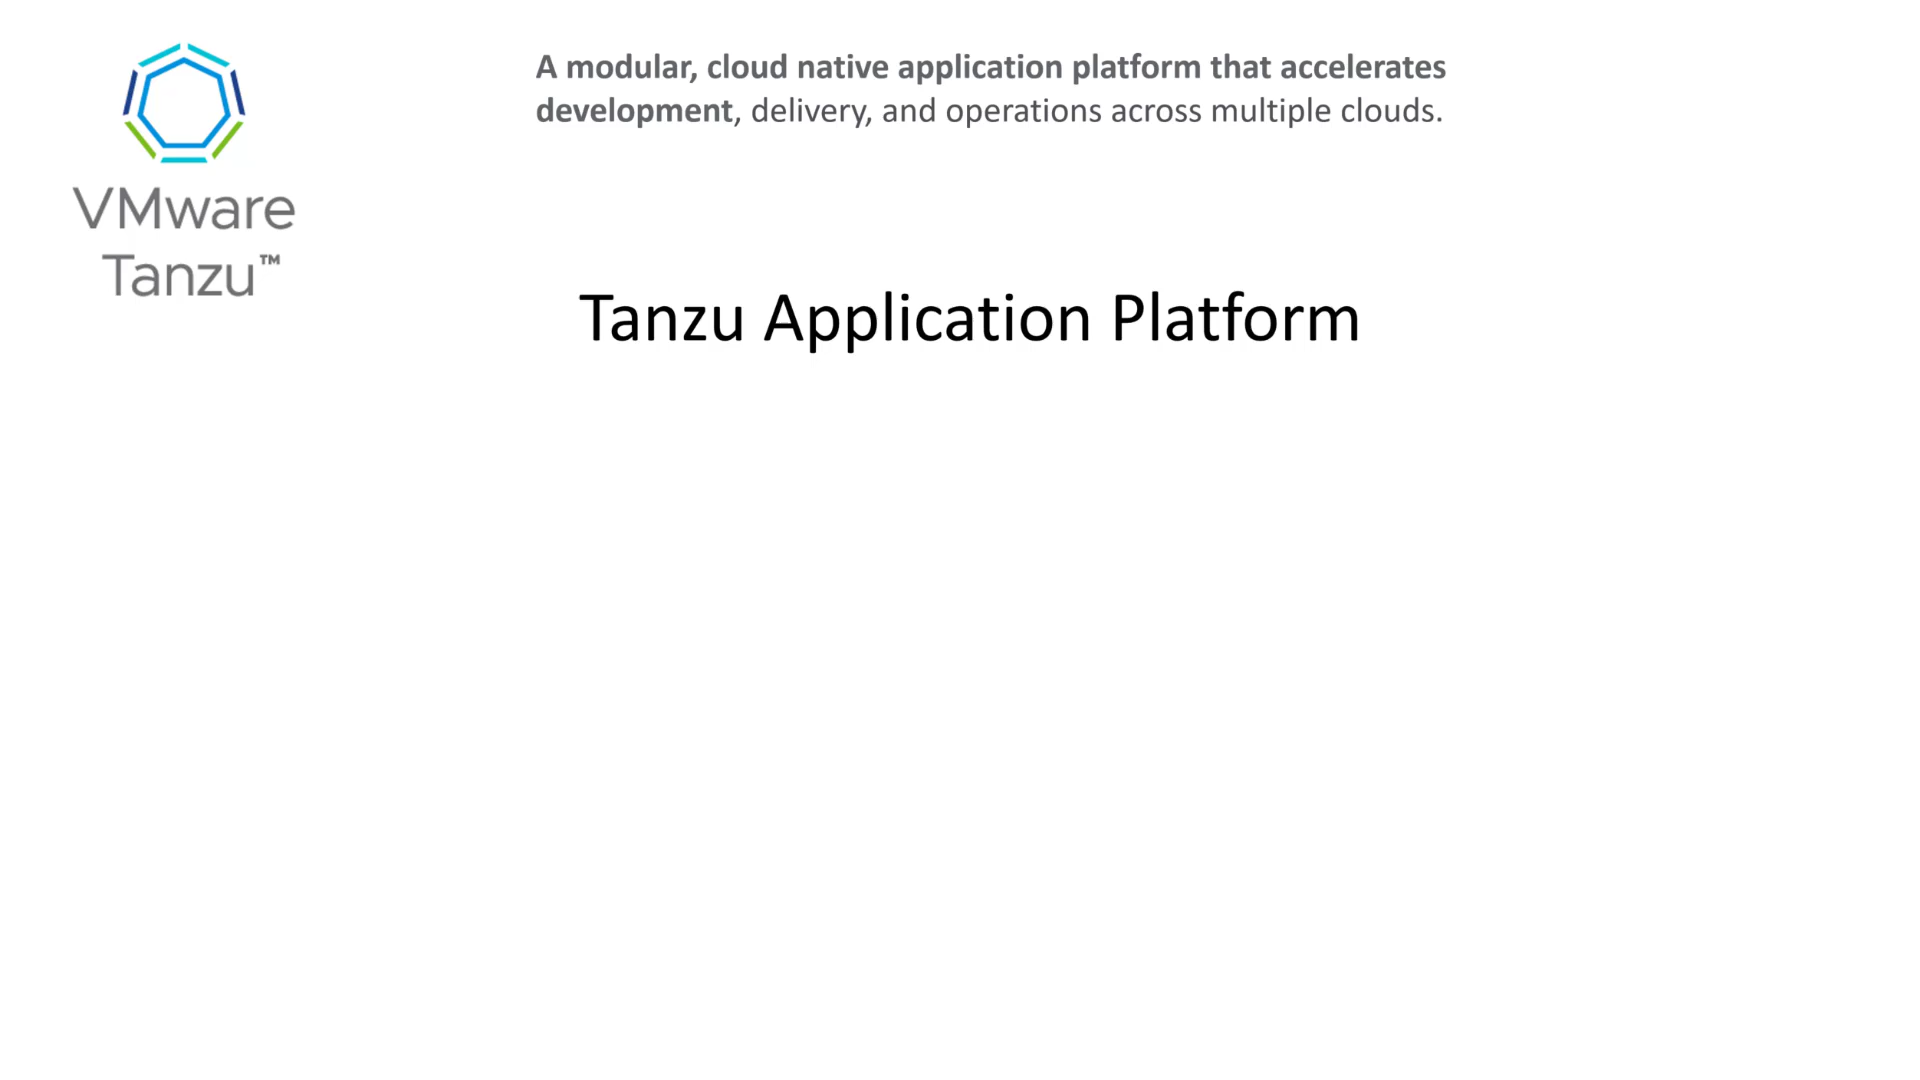 A modular, cloud native application platform that accelerates
development, delivery, and operations across multiple clouds.
VMware
Tanzu™
Tanzu Application Platform